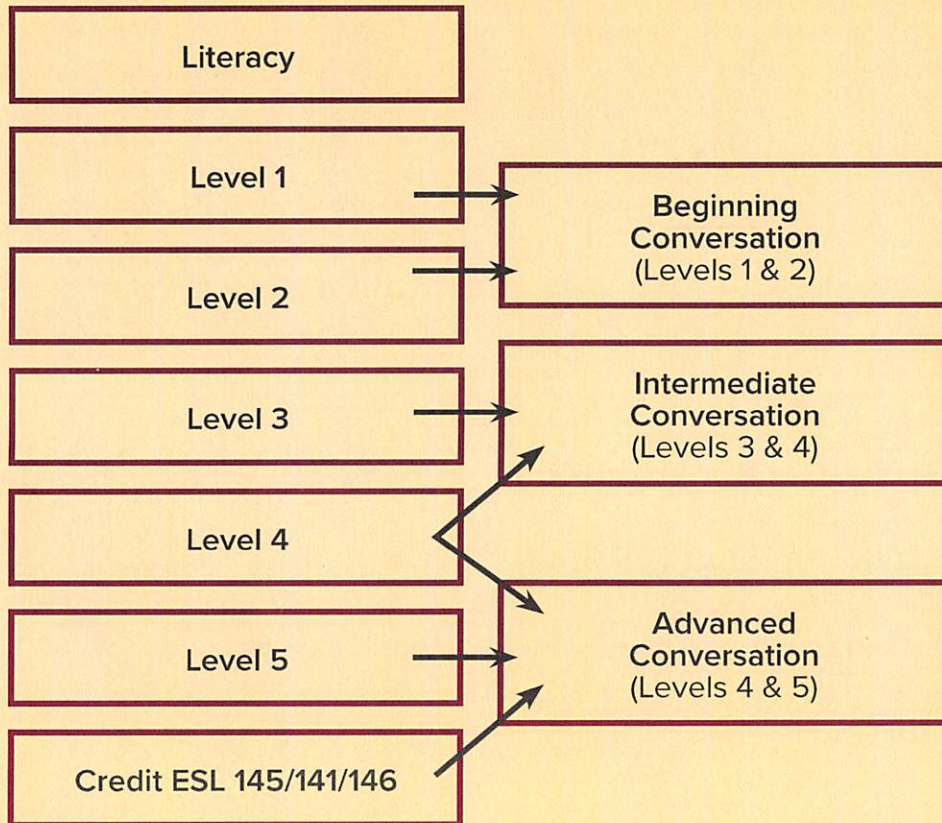 Literacy
Level 1
Level 2
Level 3
Level 4
Level 5
Credit ESL 145/141/146
Beginning
Conversation
(Levels 1 & 2)
Intermediate
Conversation
(Levels 3 & 4)
Advanced
Conversation
(Levels 4 & 5)